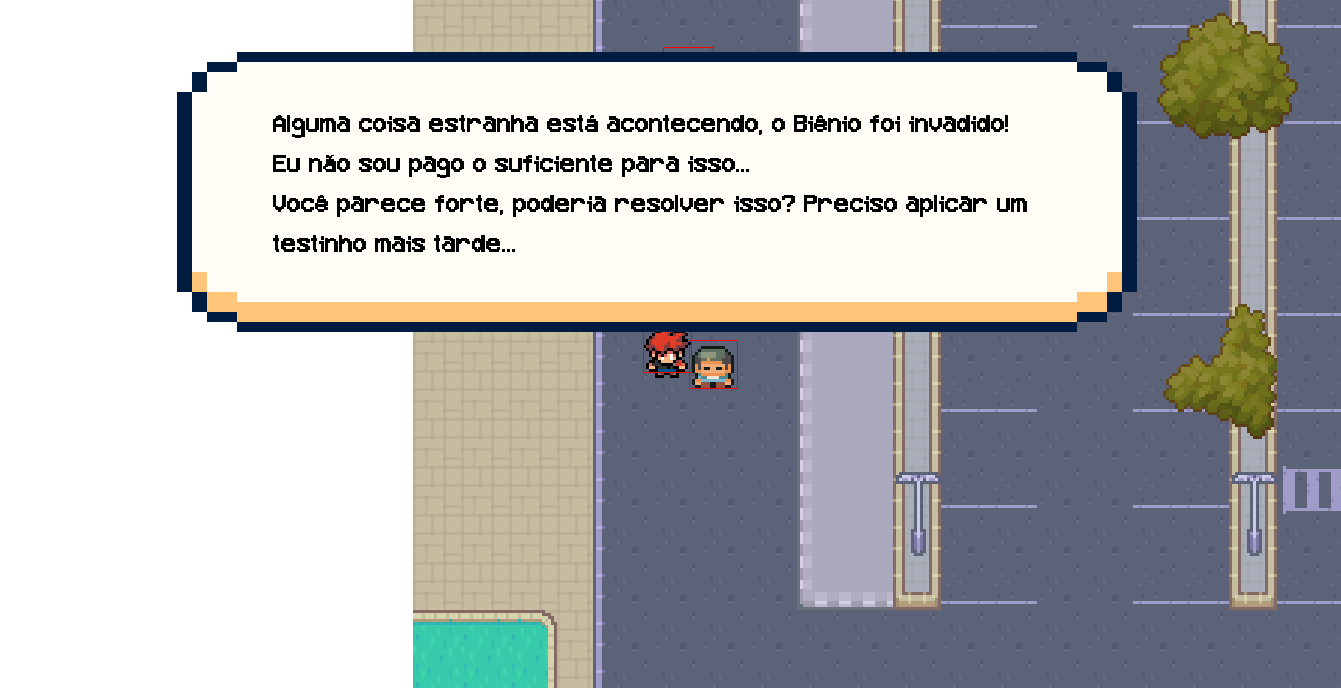 Alguma coisa estranha está acontecendo, o Biênio foi invadido!
Eu não sou pago o suficiente para isso...
Você parece forte, poderia resolver isso? Preciso aplicar um
testinho mais tarde...